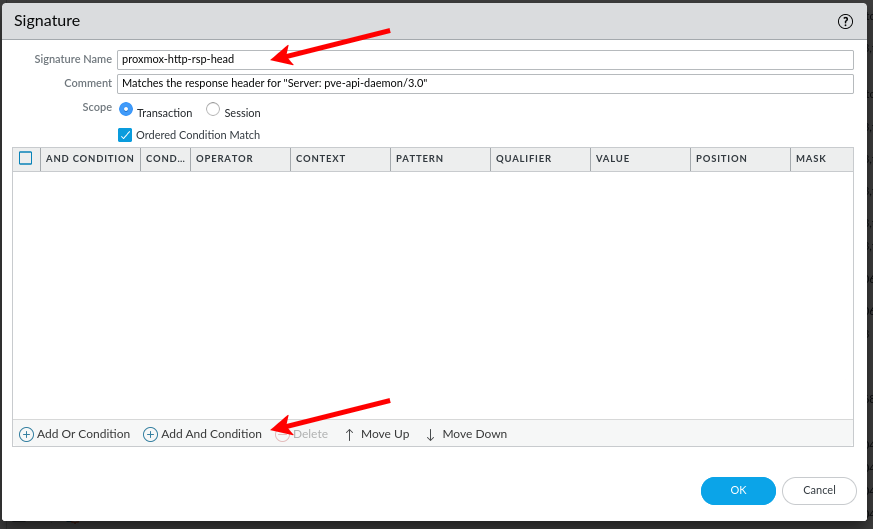 Signature
Signature Name proxmox-http-rsp-head
Comment Matches the response header for "Server: pve-api-daemon/3.0"
Scope Transaction Session
Ordered Condition Match
AND CONDITION COND... OPERATOR CONTEXT PATTERN QUALIFIER VALUE POSITION MASK
Add Or Condition Add And Condition Delete Move Up Move Down
OK Cancel